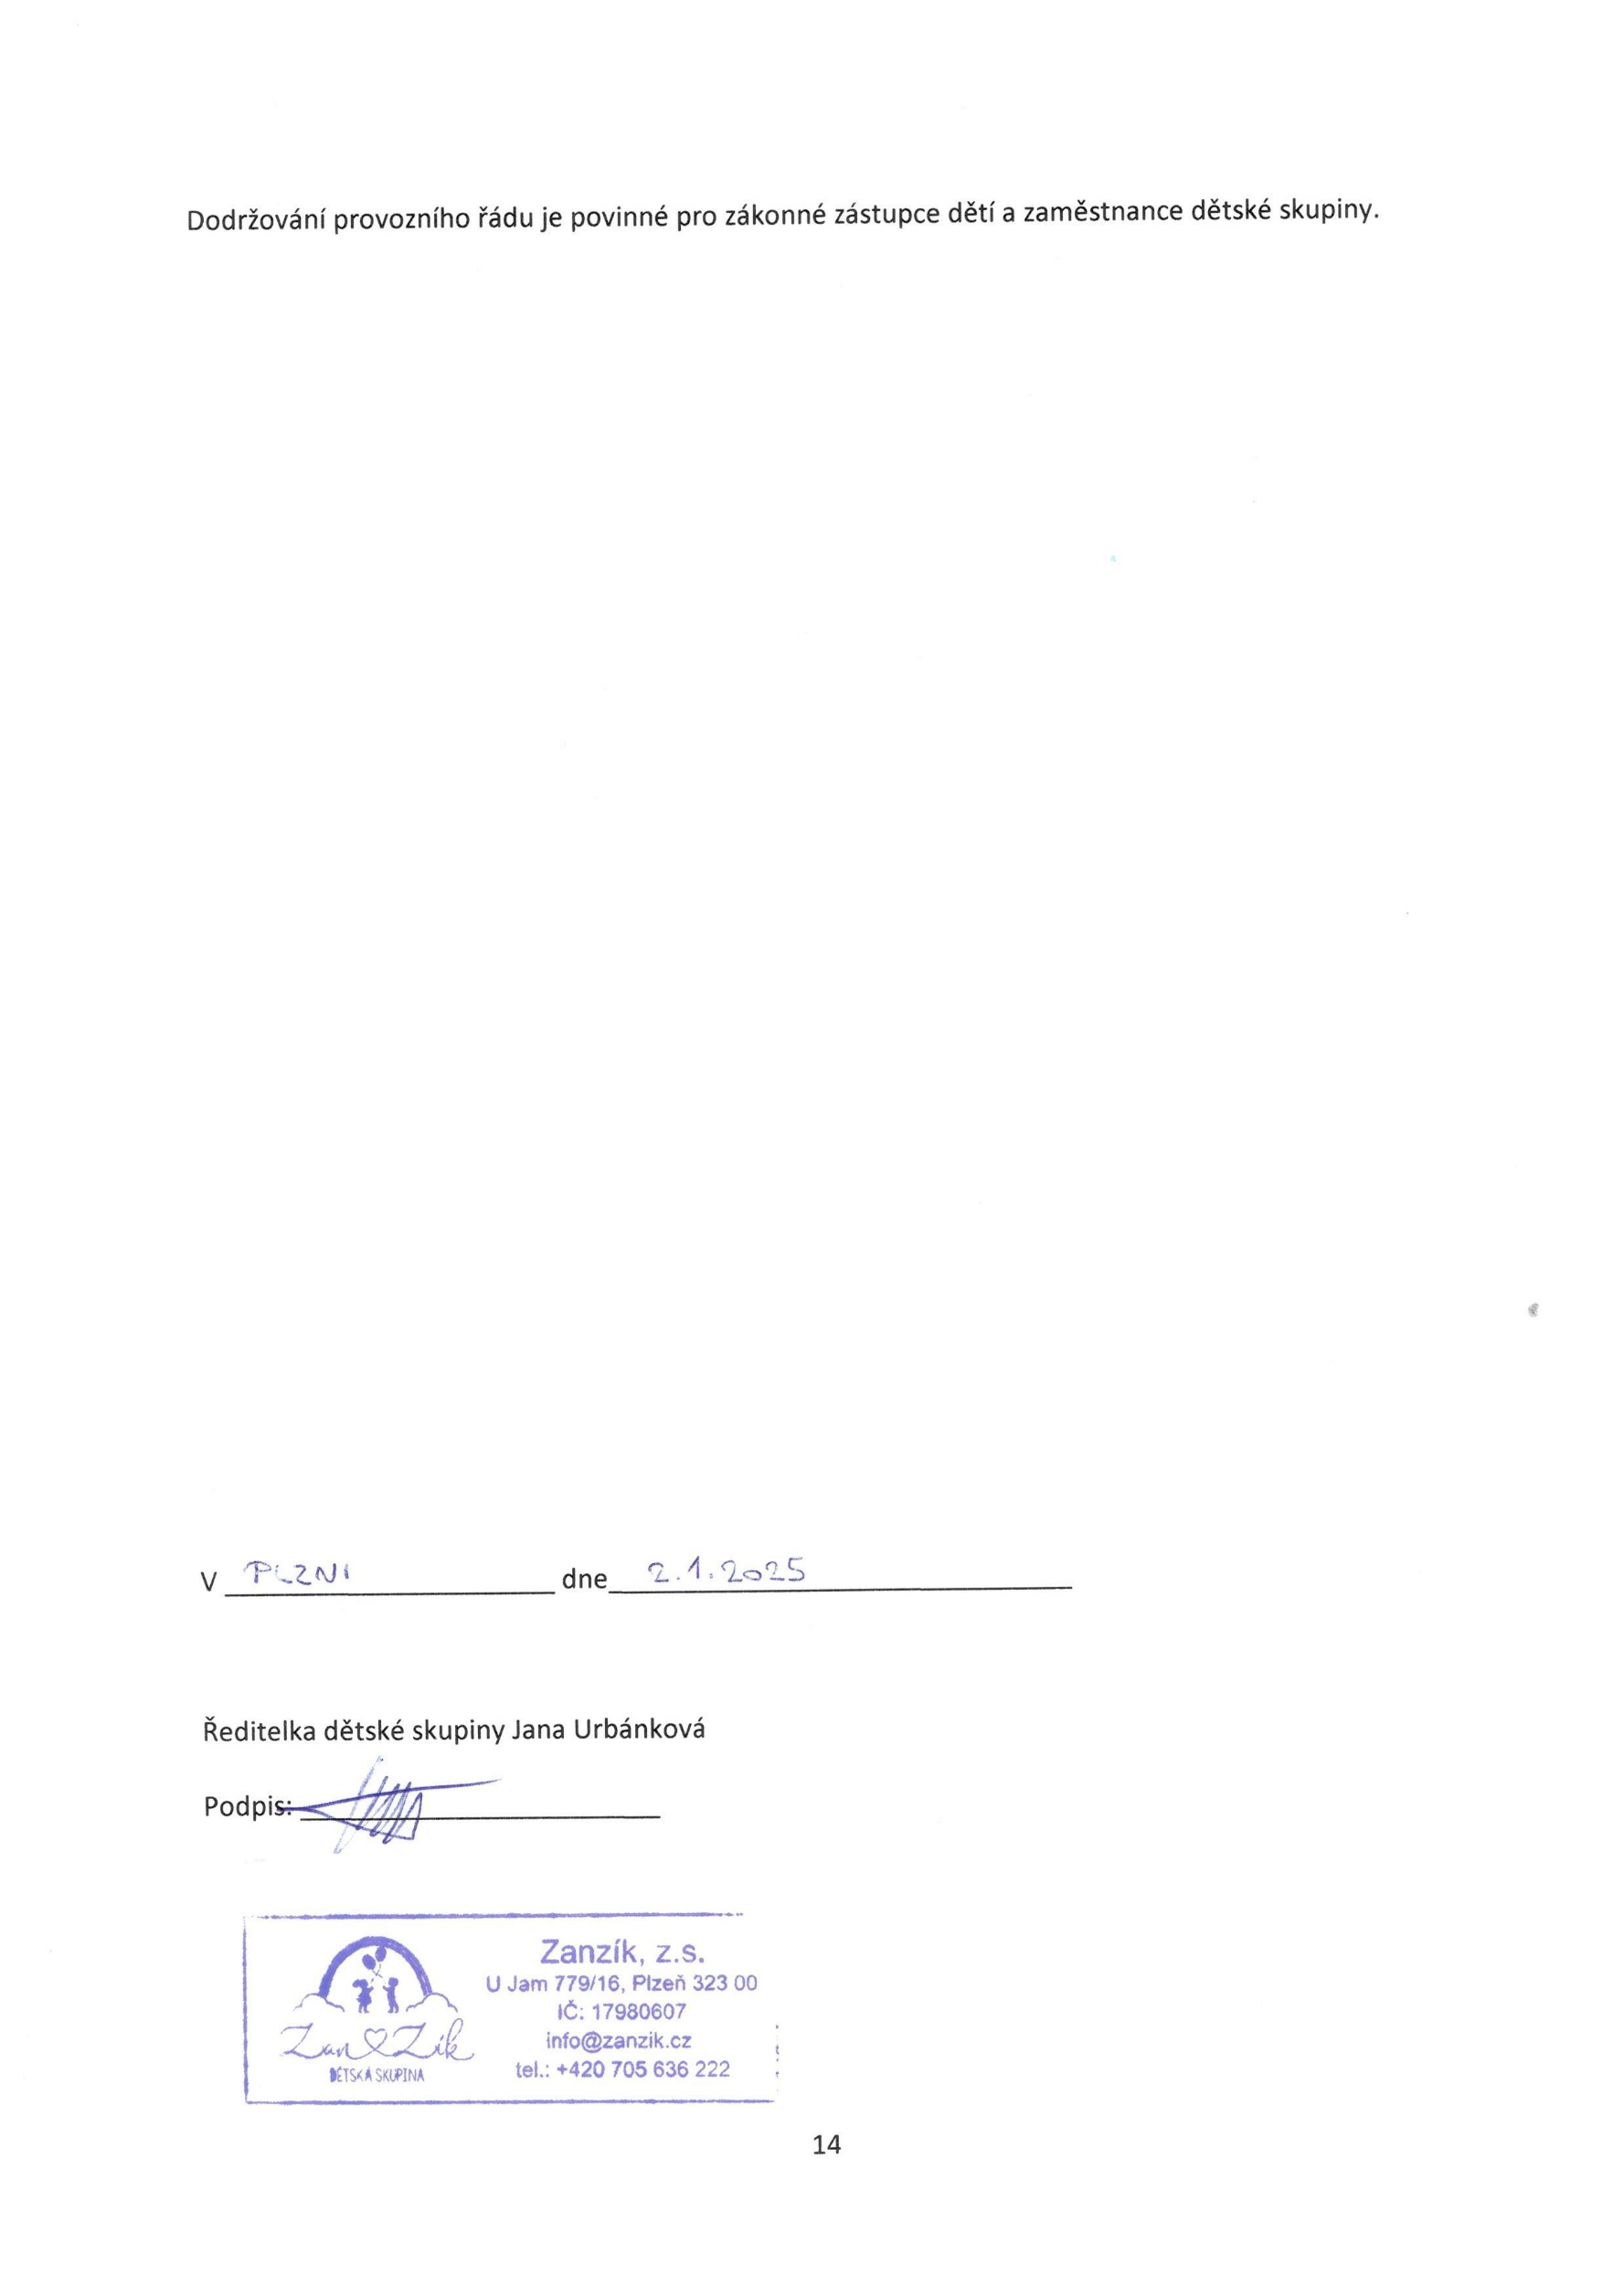 Dodržování provozního řádu je povinné pro zákonné zástupce dětí a zaměstnance dětské skupiny.
V PLZNI dne 2.1.2025
Ředitelka dětské skupiny Jana Urbánková
Podpis:
Zanzík, z.s.
U Jam 779/16, Plzeň 323 00
IČ: 17980607
info@zanzik.cz
tel.: +420 705 636 222
Zan Zík
DĚTSKÁ SKUPINA
14